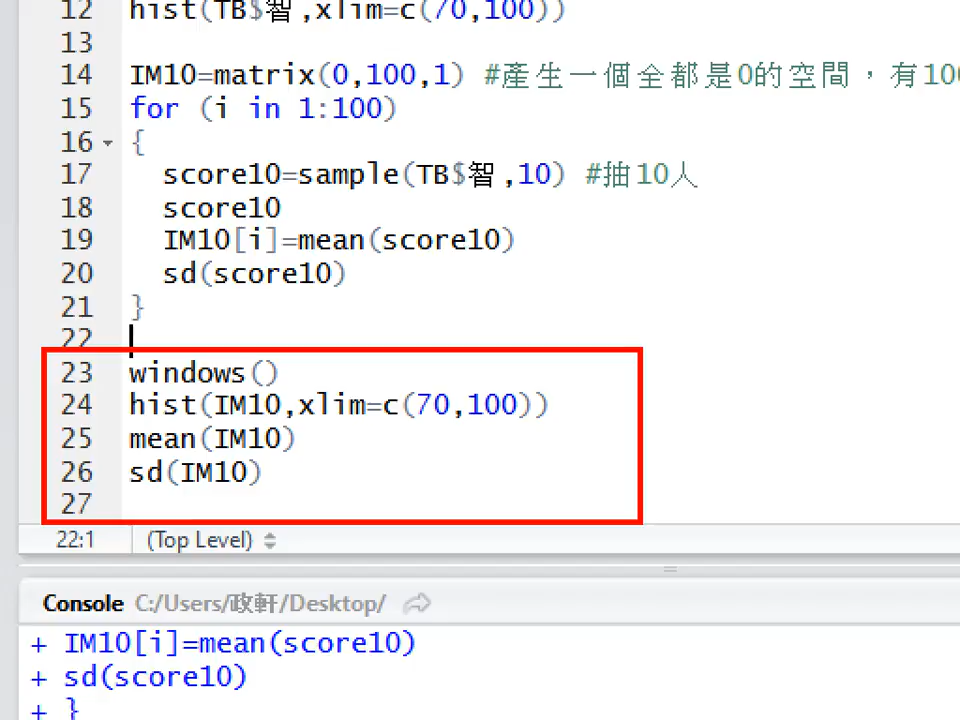 12 hist(TB$智,xlim=c(70,100))
13
14 IM10=matrix(0,100,1) #產生一個全都是0的空間，有100
15 for (i in 1:100)
16 {
17 score10=sample(TB$智,10) #抽10人
18 score10
19 IM10[i]=mean(score10)
20 sd(score10)
21 }
22
23 windows()
24 hist(IM10,xlim=c(70,100))
25 mean(IM10)
26 sd(IM10)
27
22:1 (Top Level)
Console C:/Users/政軒/Desktop/
+ IM10[i]=mean(score10)
+ sd(score10)
+ }